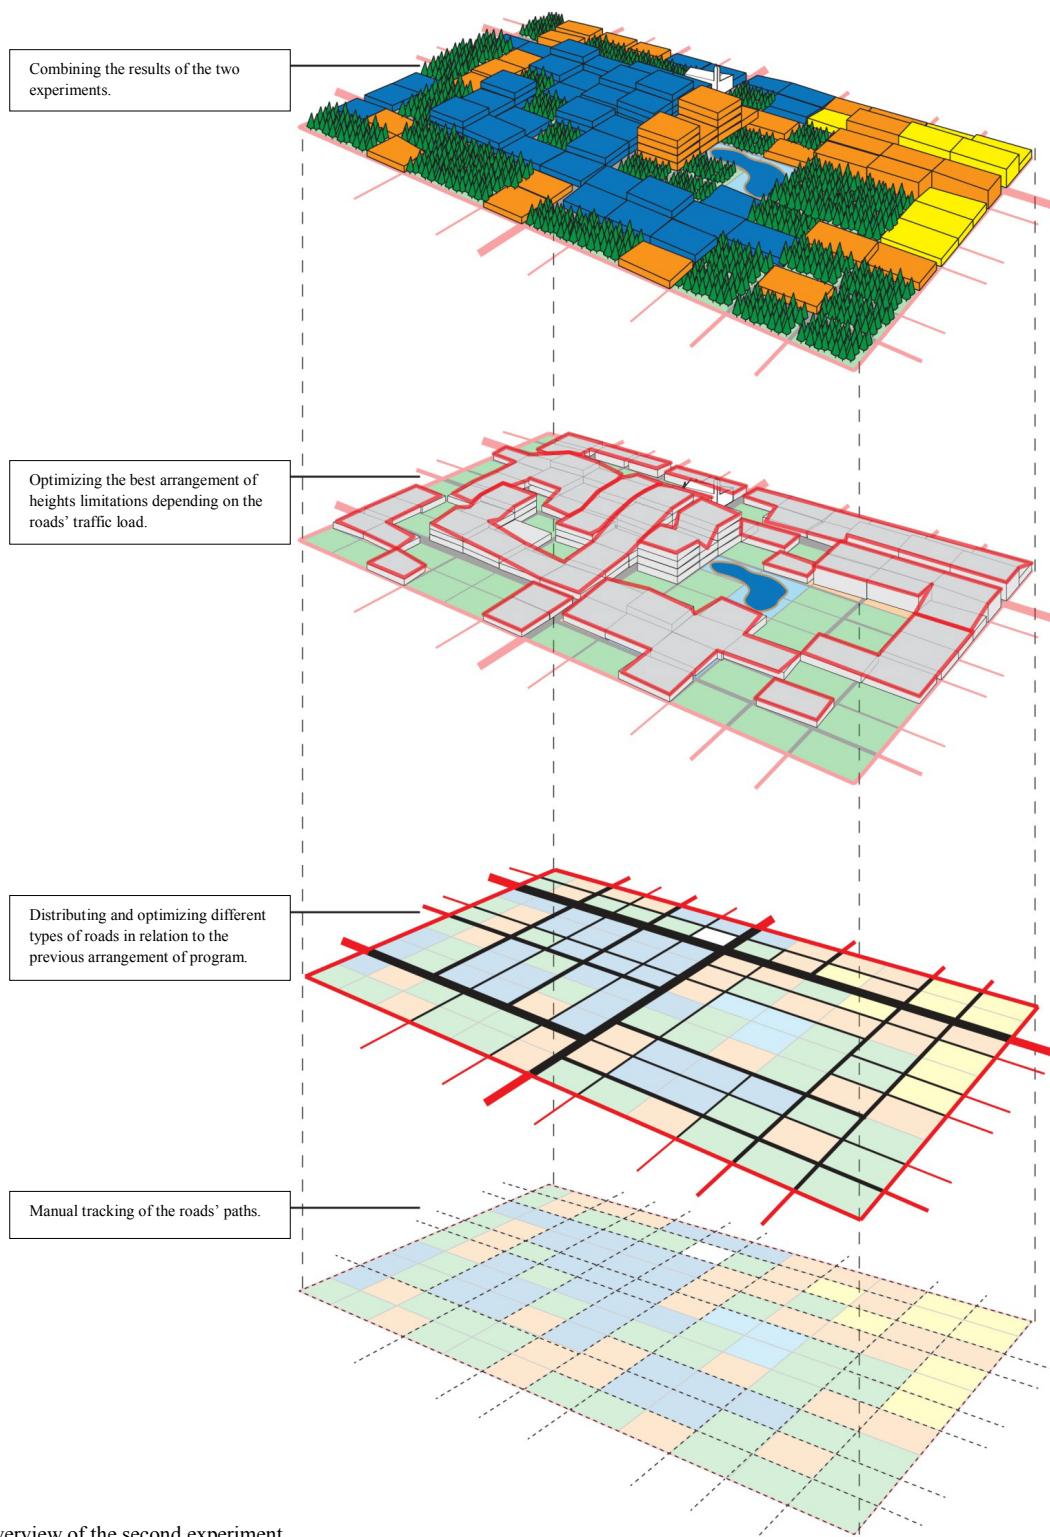 Combining the results of the two
experiments.
Optimizing the best arrangement of
heights limitations depending on the
roads’ traffic load.
Distributing and optimizing different
types of roads in relation to the
previous arrangement of program.
Manual tracking of the roads’ paths.
verview of the second experiment